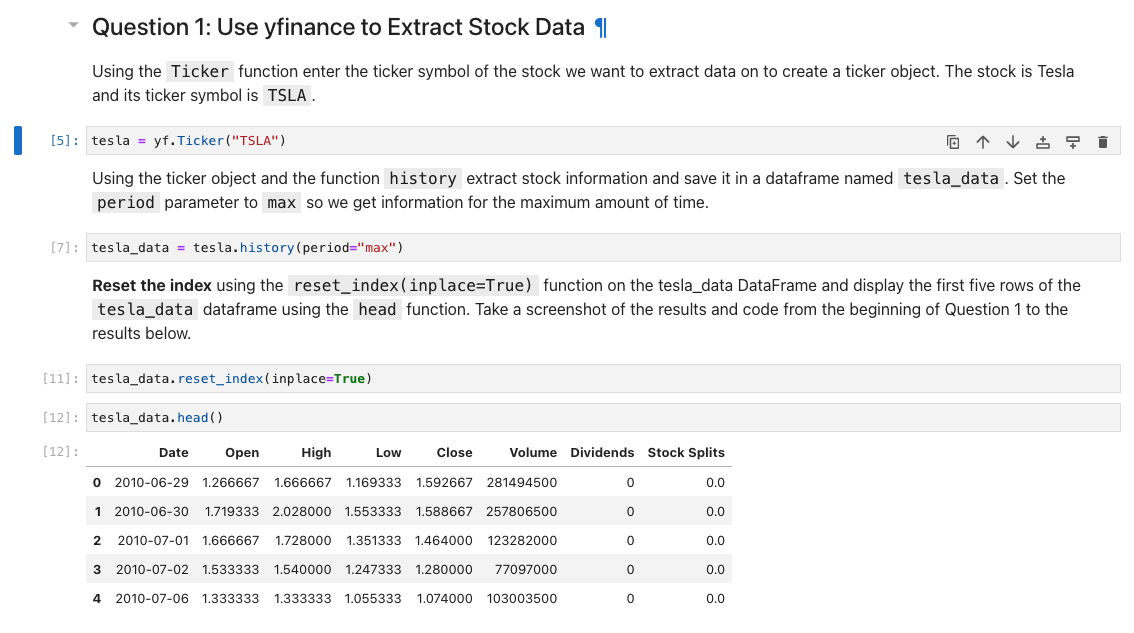 Question 1: Use yfinance to Extract Stock Data ¶
Using the Ticker function enter the ticker symbol of the stock we want to extract data on to create a ticker object. The stock is Tesla
and its ticker symbol is TSLA .
[5]: tesla = yf.Ticker("TSLA")
Using the ticker object and the function history extract stock information and save it in a dataframe named tesla_data . Set the
period parameter to max so we get information for the maximum amount of time.
[7]: tesla_data = tesla.history(period="max")
Reset the index using the reset_index(inplace=True) function on the tesla_data DataFrame and display the first five rows of the
tesla_data dataframe using the head function. Take a screenshot of the results and code from the beginning of Question 1 to the
results below.
[11]: tesla_data.reset_index(inplace=True)
[12]: tesla_data.head()
[12]: Date Open High Low Close Volume Dividends Stock Splits
0 2010-06-29 1.266667 1.666667 1.169333 1.592667 281494500 0 0.0
1 2010-06-30 1.719333 2.028000 1.553333 1.588667 257806500 0 0.0
2 2010-07-01 1.666667 1.728000 1.351333 1.464000 123282000 0 0.0
3 2010-07-02 1.533333 1.540000 1.247333 1.280000 77097000 0 0.0
4 2010-07-06 1.333333 1.333333 1.055333 1.074000 103003500 0 0.0